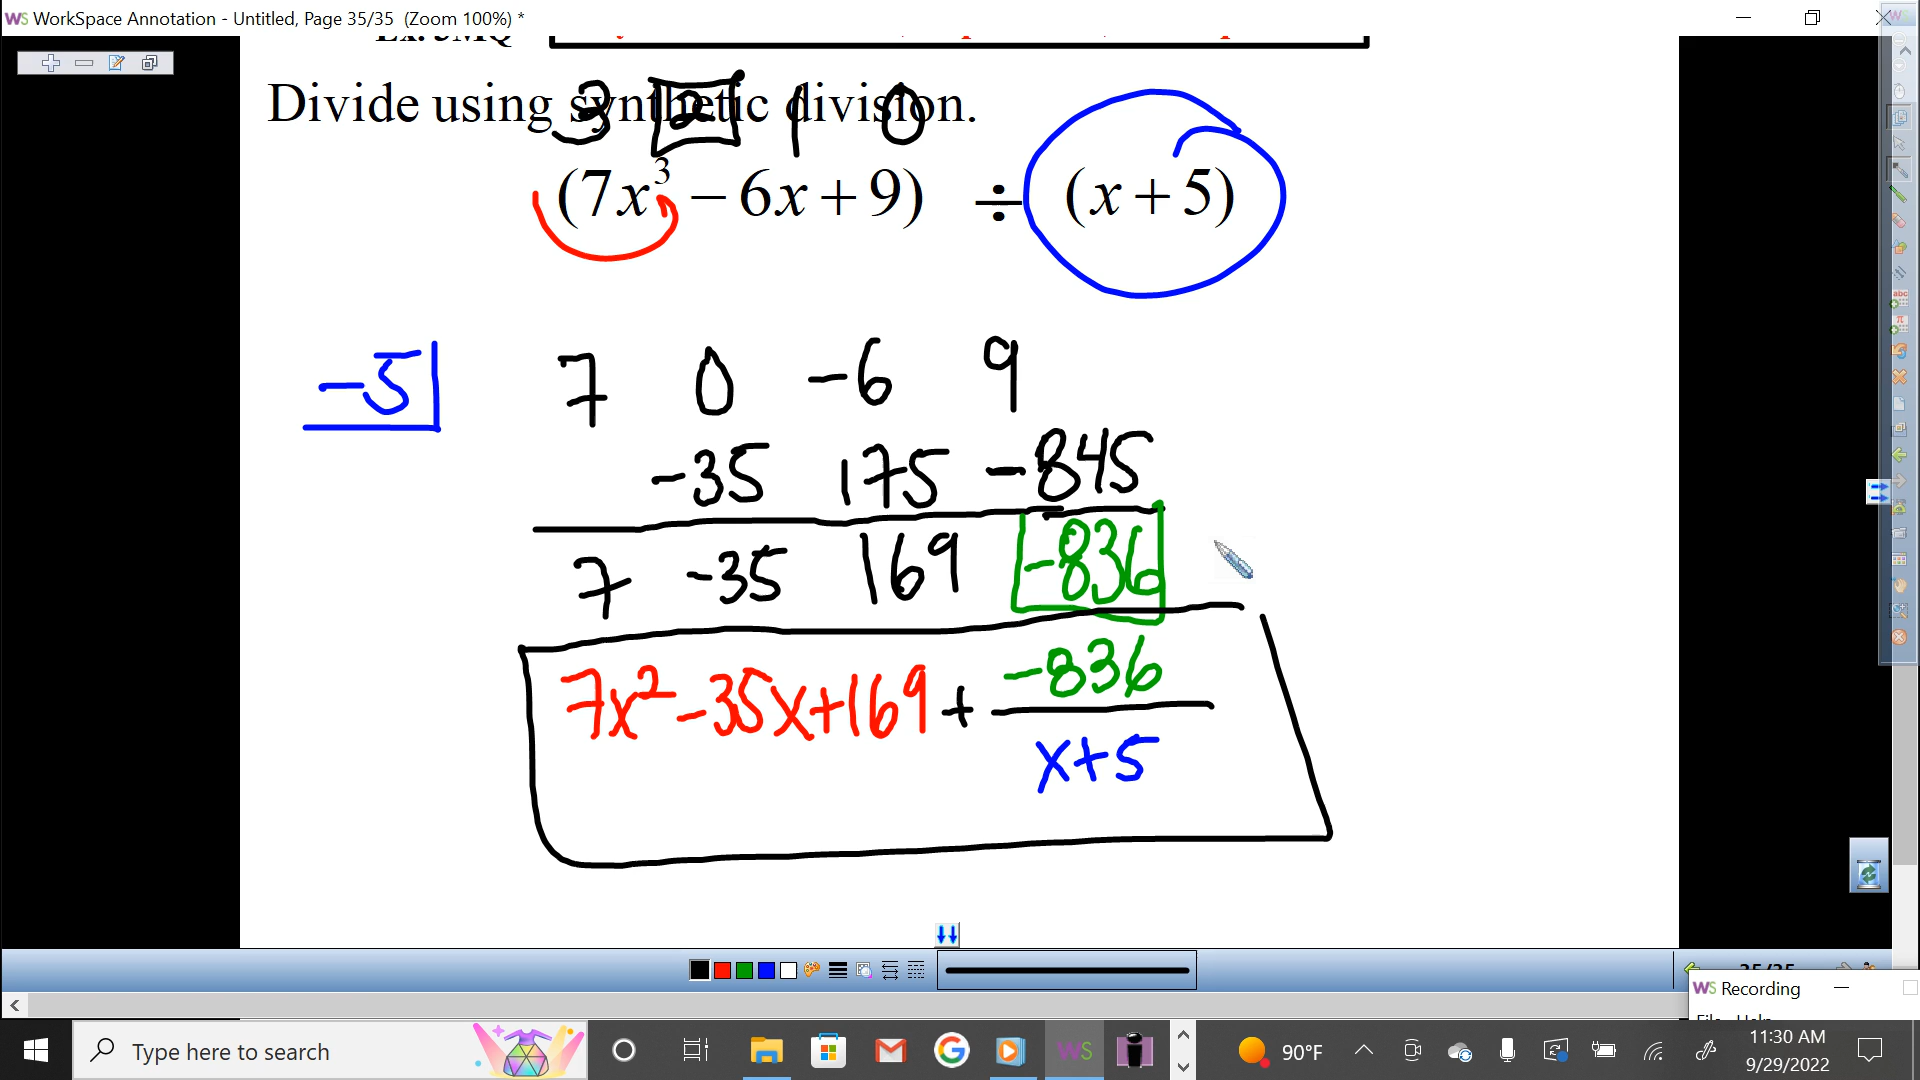 WS WorkSpace Annotation - Untitled, Page 35/35 (Zoom 100%) *
Divide using synthetic division.
3 2 1 0
(7x³ − 6x + 9) ÷ (x + 5)
-5 7 0 -6 9
-35 175 -845
7 -35 169 -836
7x² -35x+169 + -836
x+5
WS Recording
Type here to search
WS
90°F
11:30 AM
9/29/2022